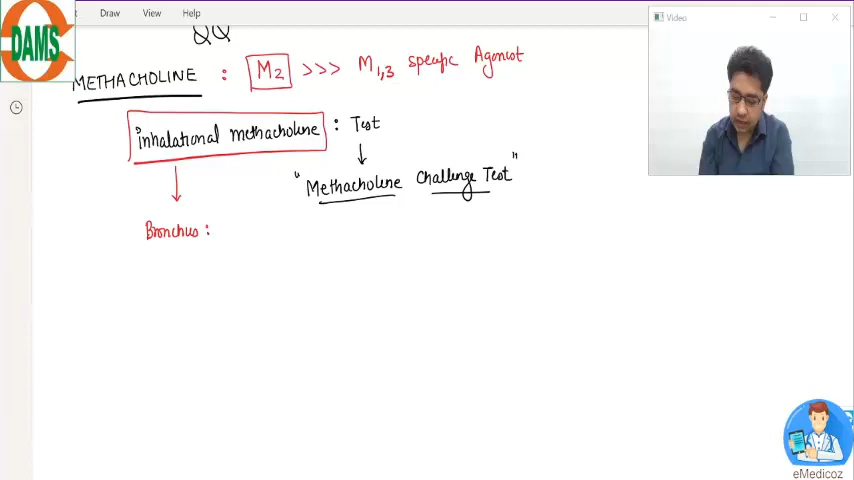 Draw View Help
Video
DAMS
QQ
METHACHOLINE : M2 >>> M1,3 specific Agonist
inhalational methacholine : Test
"Methacholine Challenge Test"
Bronchus :
eMedicoz